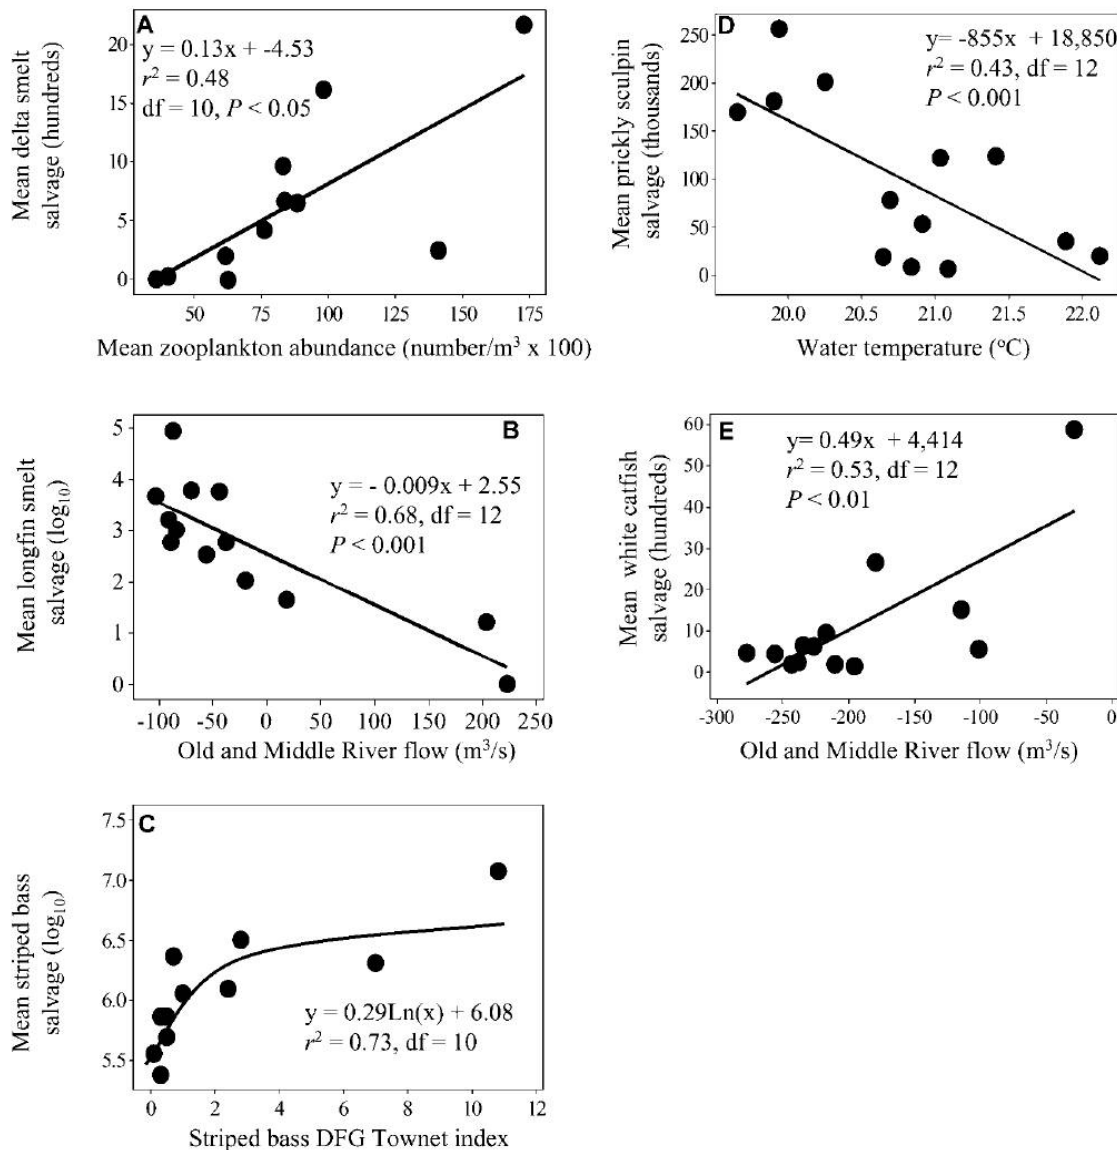 A
y = 0.13x + -4.53
r² = 0.48
df = 10, P < 0.05
Mean delta smelt
salvage (hundreds)
20
15
10
5
0
50
75
100
125
150
175
Mean zooplankton abundance (number/m³ x 100)
D
y= -855x + 18,850
r² = 0.43, df = 12
P < 0.001
Mean prickly sculpin
salvage (thousands)
250
200
150
100
50
0
20.0
20.5
21.0
21.5
22.0
Water temperature (°C)
B
y = - 0.009x + 2.55
r² = 0.68, df = 12
P < 0.001
Mean longfin smelt
salvage (log₁₀)
5
4
3
2
1
0
-100
-50
0
50
100
150
200
250
Old and Middle River flow (m³/s)
E
y= 0.49x + 4,414
r² = 0.53, df = 12
P < 0.01
Mean white catfish
salvage (hundreds)
60
50
40
30
20
10
0
-300
-250
-200
-150
-100
-50
0
Old and Middle River flow (m³/s)
C
y = 0.29Ln(x) + 6.08
r² = 0.73, df = 10
Mean striped bass
salvage (log₁₀)
7.5
7.0
6.5
6.0
5.5
0
2
4
6
8
10
12
Striped bass DFG Townet index